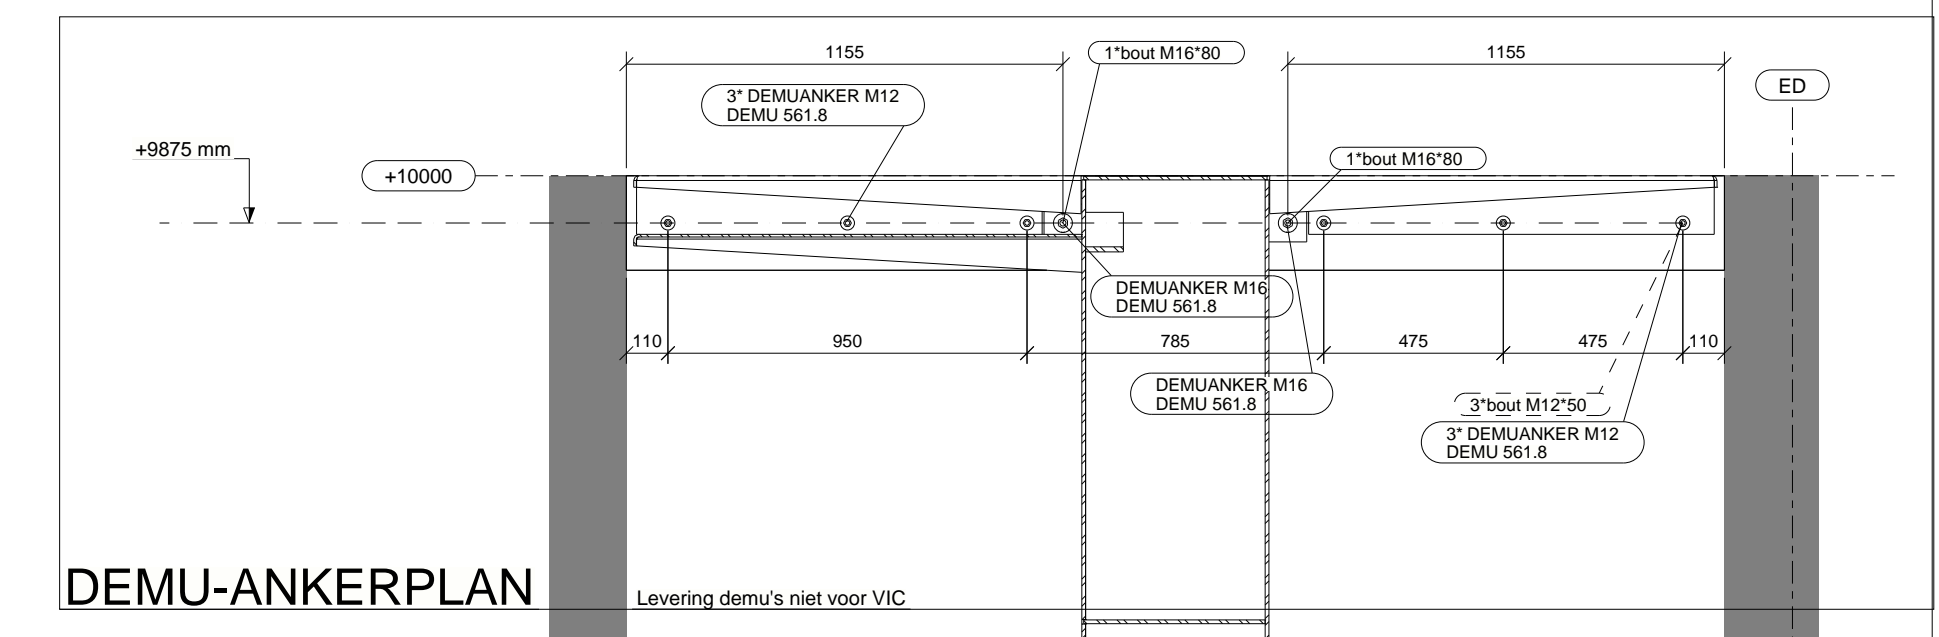 1155
1*bout M16*80
1155
ED
3* DEMUANKER M12
DEMU 561.8
+9875 mm
1*bout M16*80
+10000
DEMUANKER M16
DEMU 561.8
110
950
785
475
475
110
DEMUANKER M16
DEMU 561.8
3*bout M12*50
3* DEMUANKER M12
DEMU 561.8
DEMU-ANKERPLAN
Levering demu's niet voor VIC